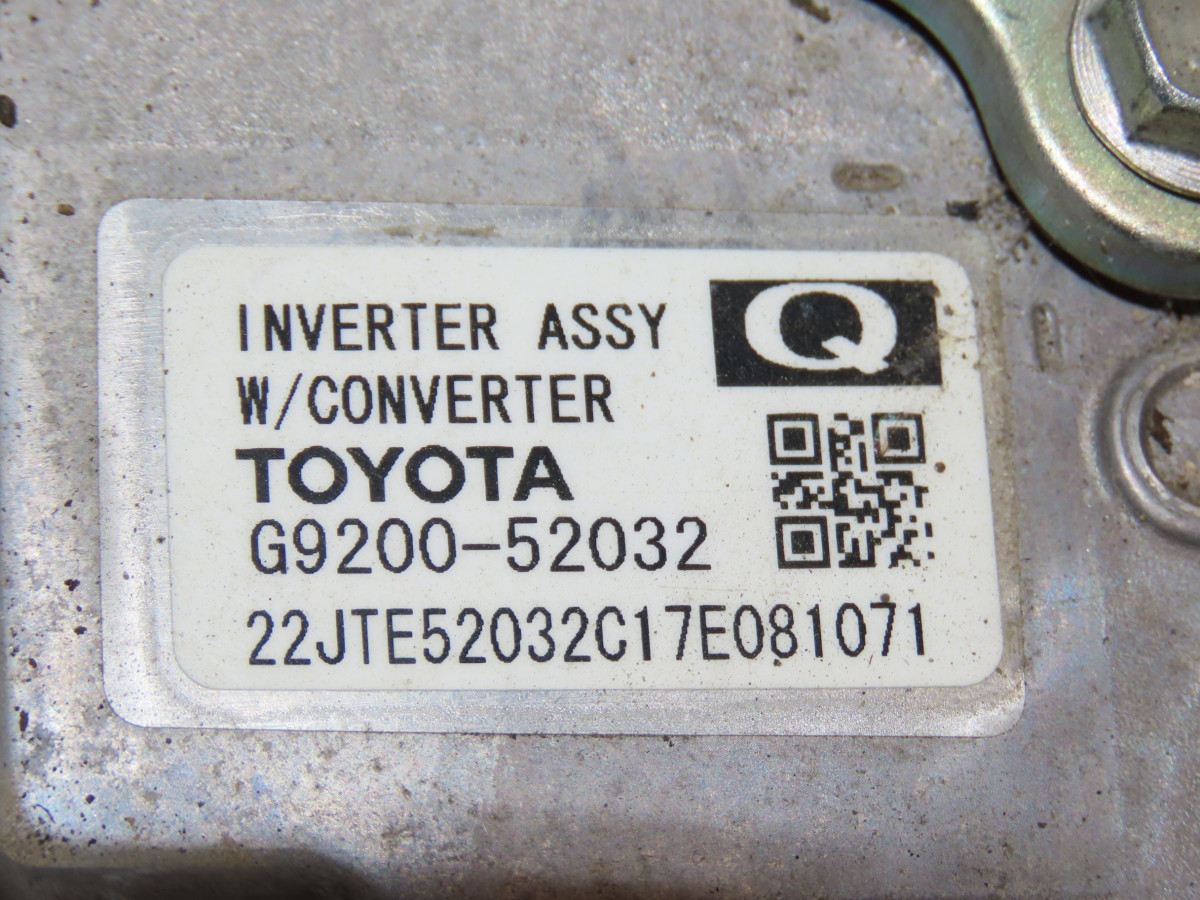 INVERTER ASSY
Q
W/CONVERTER
TOYOTA
G9200-52032
22JTE52032C17E081071